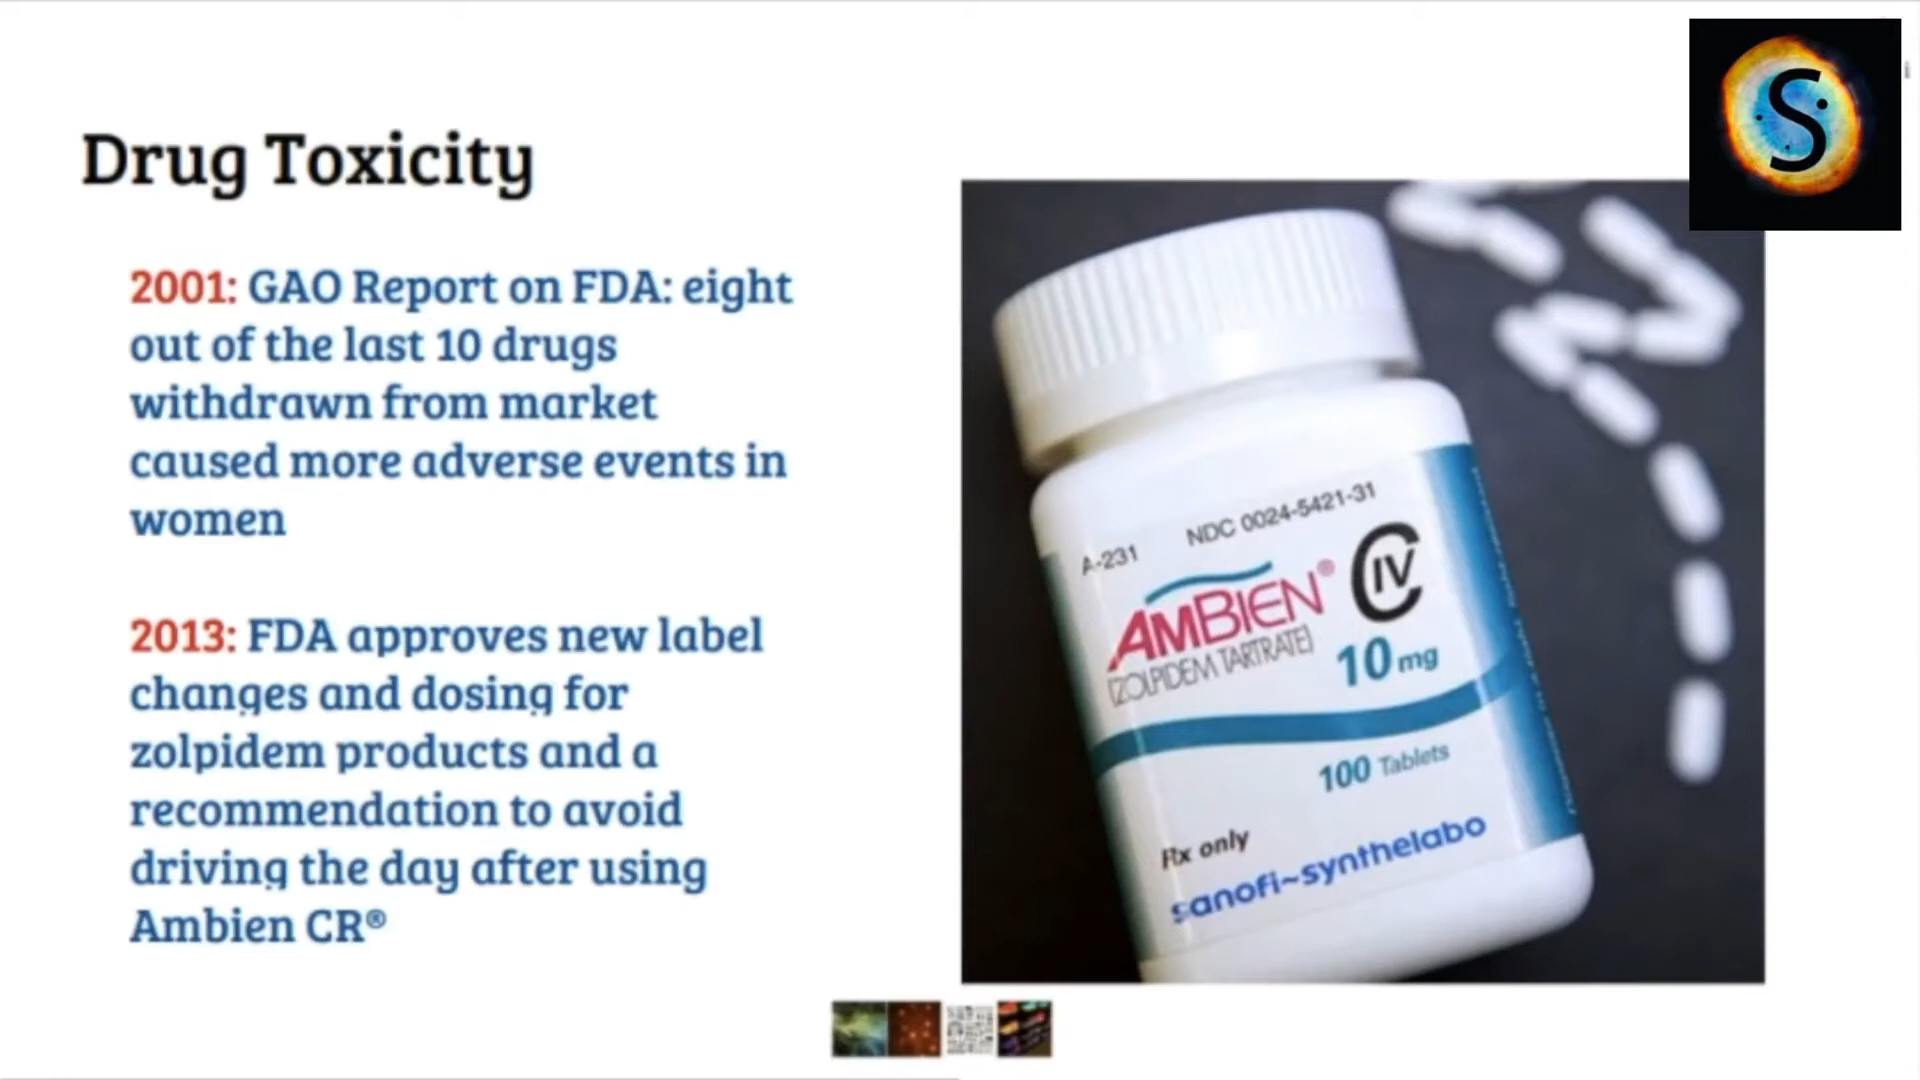 Drug Toxicity
2001: GAO Report on FDA: eight
out of the last 10 drugs
withdrawn from market
caused more adverse events in
women
2013: FDA approves new label
changes and dosing for
zolpidem products and a
recommendation to avoid
driving the day after using
Ambien CR®
S
A-231 NDC 0024-5421-31
AMBIEN® CIV
[ZOLPIDEM TARTRATE]
10 mg
100 Tablets
Rx only
sanofi~synthelabo